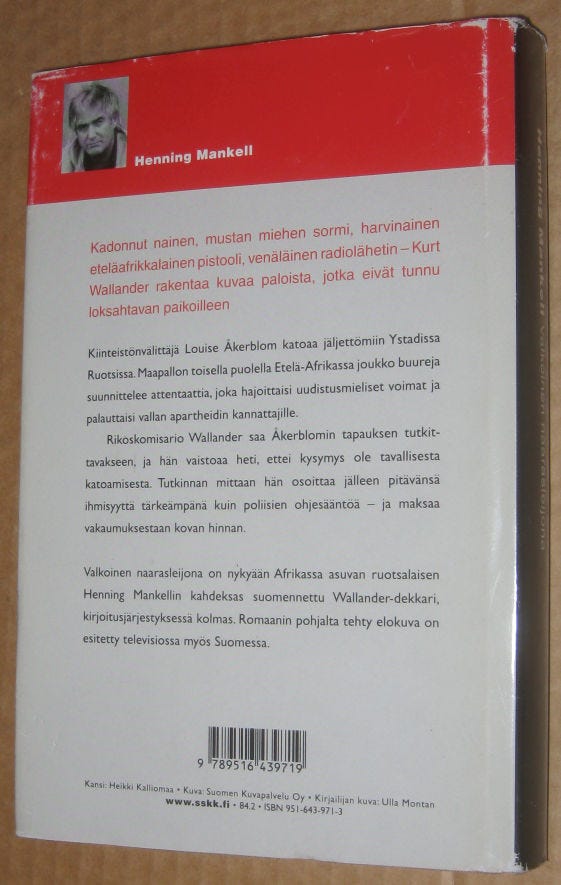 Henning Mankell
Kadonnut nainen, mustan miehen sormi, harvinainen
eteläafrikkalainen pistooli, venäläinen radiolähetin – Kurt
Wallander rakentaa kuvaa paloista, jotka eivät tunnu
loksahtavan paikoilleen
Kiinteistönvälittäjä Louise Åkerblom katoaa jäljettömiin Ystadissa
Ruotsissa. Maapallon toisella puolella Etelä-Afrikassa joukko buureja
suunnittelee attentaattia, joka hajoittaisi uudistusmieliset voimat ja
palauttaisi vallan apartheidin kannattajille.
Rikoskomisario Wallander saa Åkerblomin tapauksen tutkit-
tavakseen, ja hän vaistoaa heti, ettei kysymys ole tavallisesta
katoamisesta. Tutkinnan mittaan hän osoittaa jälleen pitävänsä
ihmisyyttä tärkeämpänä kuin poliisien ohjesääntöä – ja maksaa
vakaumuksestaan kovan hinnan.
Valkoinen naarasleijona on nykyään Afrikassa asuvan ruotsalaisen
Henning Mankellin kahdeksas suomennettu Wallander-dekkari,
kirjoitusjärjestyksessä kolmas. Romaanin pohjalta tehty elokuva on
esitetty televisiossa myös Suomessa.
9 789516 439719
Kansi: Heikki Kalliomaa • Kuva: Suomen Kuvapalvelu Oy • Kirjailijan kuva: Ulla Montan
www.sskk.fi • 84.2 • ISBN 951-643-971-3
Henning Mankell Valkoinen naarasleijona